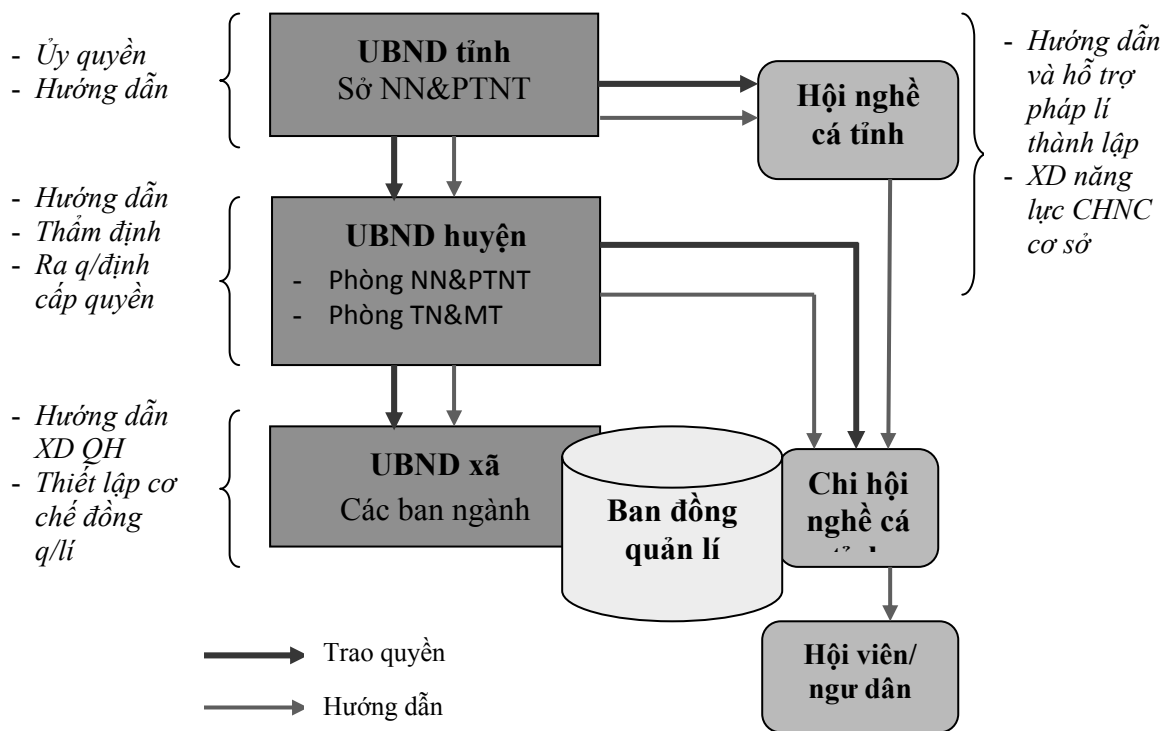 - Ủy quyền
- Hướng dẫn
UBND tỉnh
Sở NN&PTNT
Hội nghề
cá tỉnh
- Hướng dẫn
và hỗ trợ
pháp lí
thành lập
- XD năng
lực CHNC
cơ sở
- Hướng dẫn
- Thẩm định
- Ra q/định
cấp quyền
UBND huyện
- Phòng NN&PTNT
- Phòng TN&MT
- Hướng dẫn
XD QH
- Thiết lập cơ
chế đồng
q/lí
UBND xã
Các ban ngành
Ban đồng
quản lí
Chi hội
nghề cá
Hội viên/
ngư dân
Trao quyền
Hướng dẫn